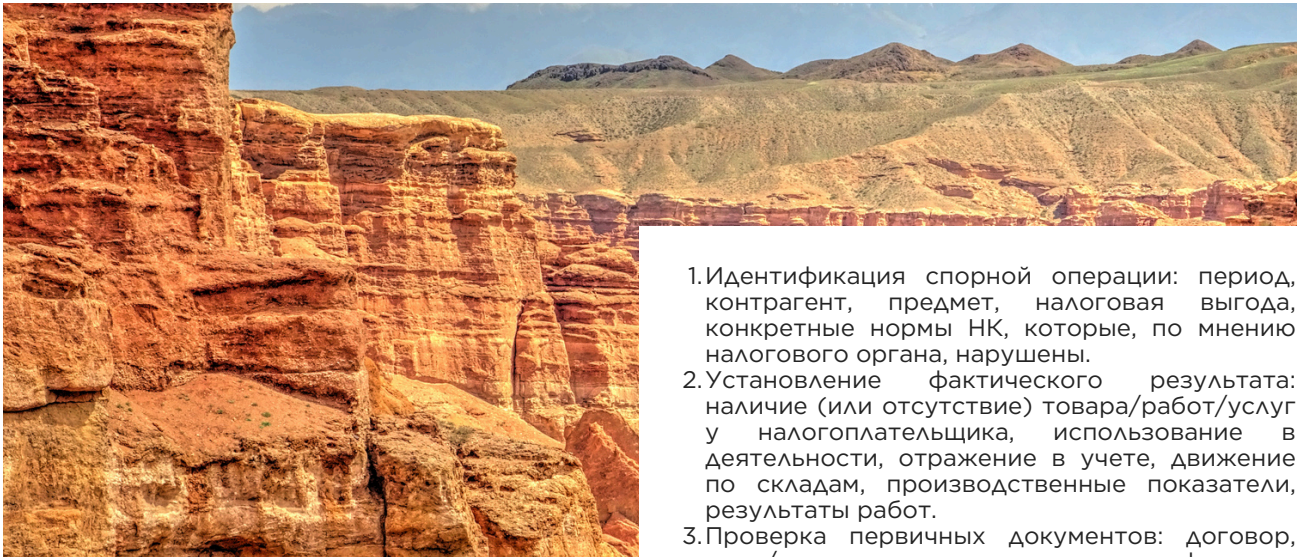 1. Идентификация спорной операции: период,
контрагент, предмет, налоговая выгода,
конкретные нормы НК, которые, по мнению
налогового органа, нарушены.
2. Установление фактического результата:
наличие (или отсутствие) товара/работ/услуг
у налогоплательщика, использование в
деятельности, отражение в учете, движение
по складам, производственные показатели,
результаты работ.
3. Проверка первичных документов: договор,